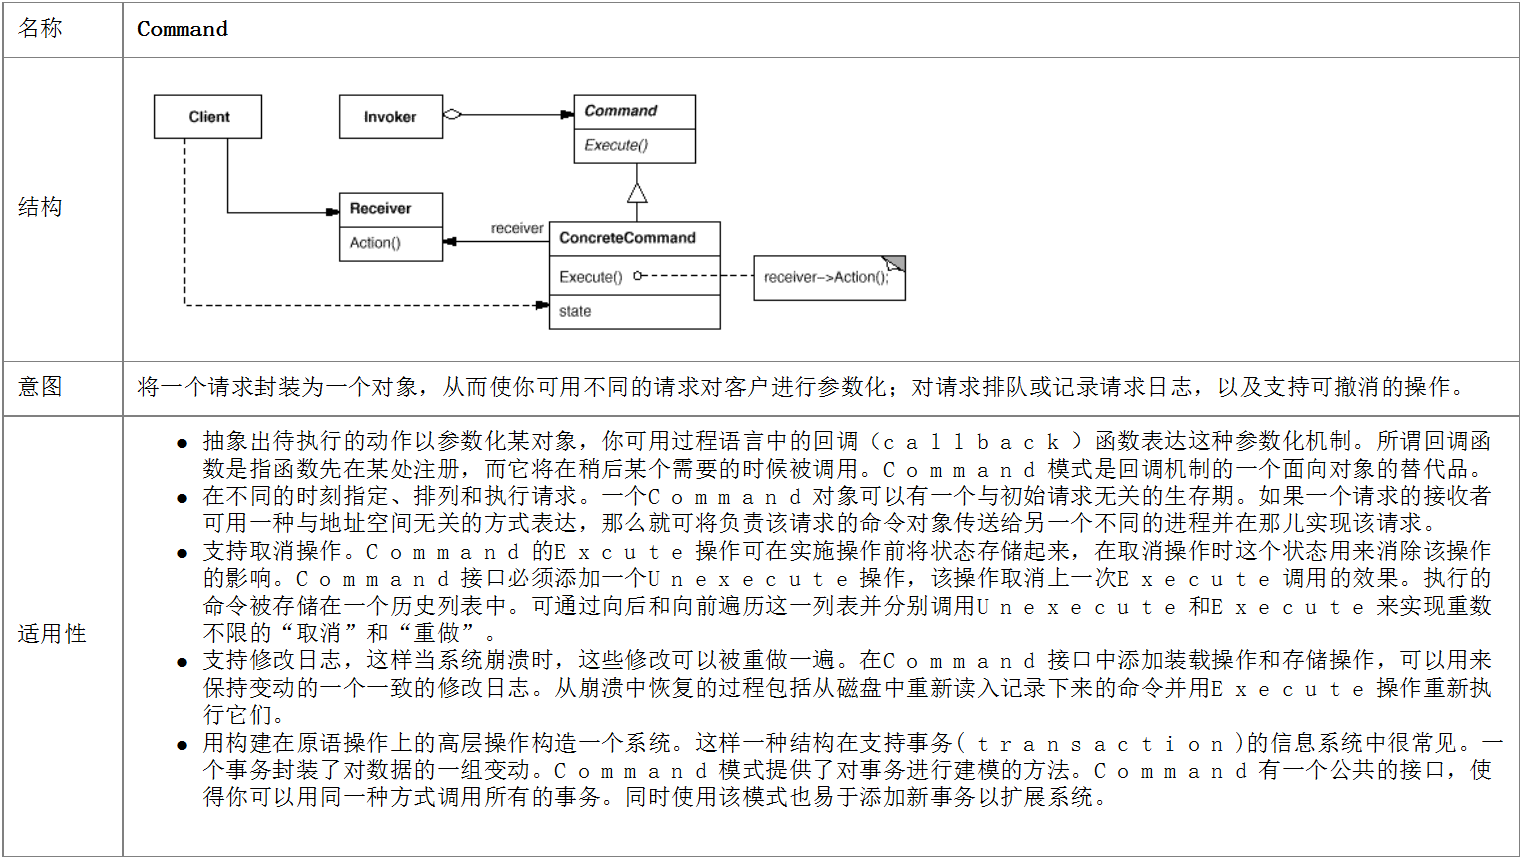 名称
Command
结构
Client
Invoker
Command
Execute()
Receiver
Action()
receiver
ConcreteCommand
Execute()
state
receiver->Action();
意图
将一个请求封装为一个对象，从而使你可用不同的请求对客户进行参数化；对请求排队或记录请求日志，以及支持可撤消的操作。
适用性
● 抽象出待执行的动作以参数化某对象，你可用过程语言中的回调（callback）函数表达这种参数化机制。所谓回调函
数是指函数先在某处注册，而它将在稍后某个需要的时候被调用。Command 模式是回调机制的一个面向对象的替代品。
● 在不同的时刻指定、排列和执行请求。一个Command 对象可以有一个与初始请求无关的生存期。如果一个请求的接收者
可用一种与地址空间无关的方式表达，那么就可将负责该请求的命令对象传送给另一个不同的进程并在那儿实现该请求。
● 支持取消操作。Command 的Excute 操作可在实施操作前将状态存储起来，在取消操作时这个状态用来消除该操作
的影响。Command 接口必须添加一个Unexecute 操作，该操作取消上一次Execute 调用的效果。执行的
命令被存储在一个历史列表中。可通过向后和向前遍历这一列表并分别调用Unexecute 和Execute 来实现重数
不限的“取消”和“重做”。
● 支持修改日志，这样当系统崩溃时，这些修改可以被重做一遍。在Command 接口中添加装载操作和存储操作，可以用来
保持变动的一个一致的修改日志。从崩溃中恢复的过程包括从磁盘中重新读入记录下来的命令并用Execute 操作重新执
行它们。
● 用构建在原语操作上的高层操作构造一个系统。这样一种结构在支持事务( transaction )的信息系统中很常见。一
个事务封装了对数据的一组变动。Command 模式提供了对事务进行建模的方法。Command 有一个公共的接口，使
得你可以用同一种方式调用所有的事务。同时使用该模式也易于添加新事务以扩展系统。